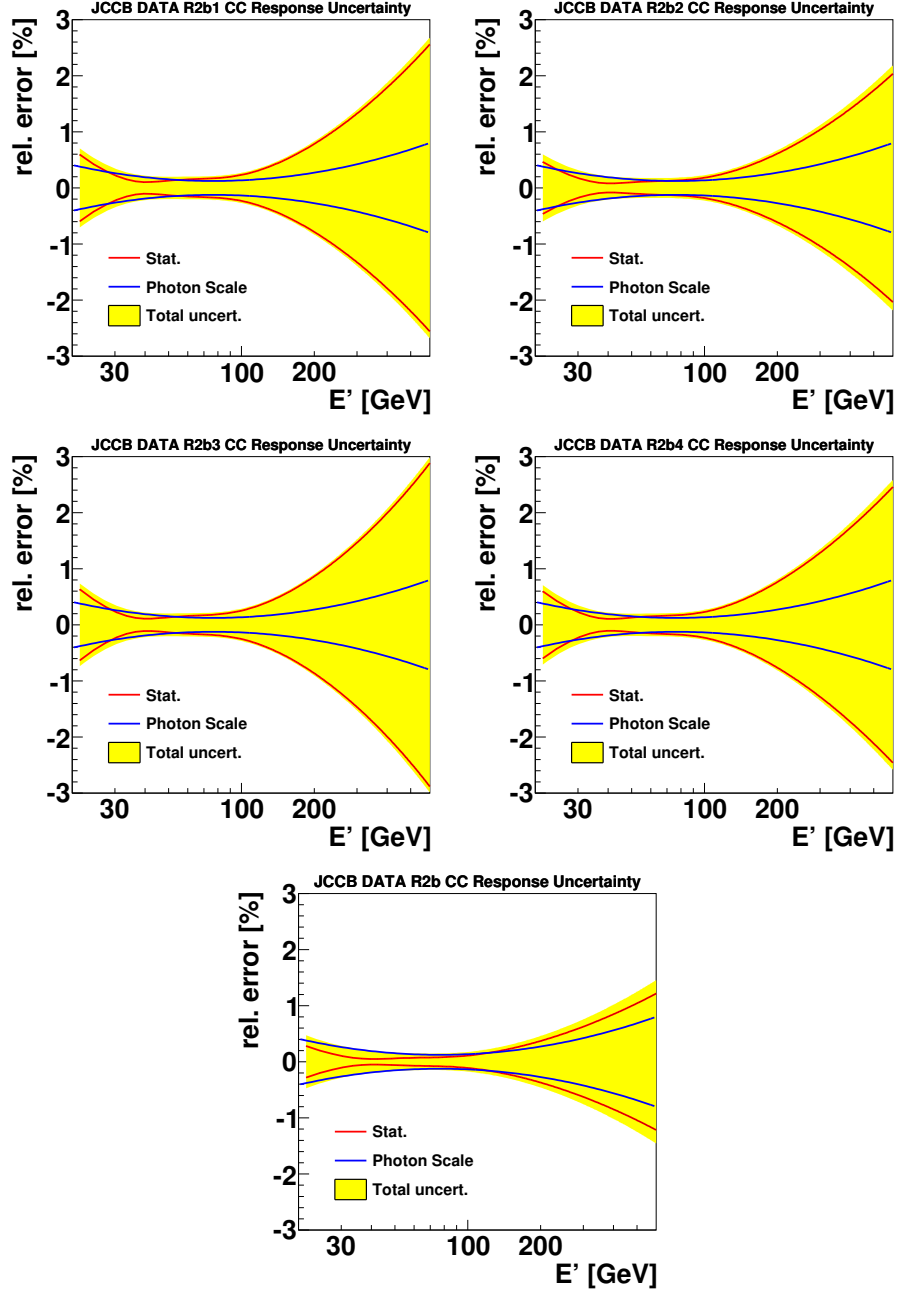 JCCB DATA R2b1 CC Response Uncertainty
rel. error [%]
3
2
1
0
-1
-2
-3
Stat.
Photon Scale
Total uncert.
30 100 200
E' [GeV]
JCCB DATA R2b2 CC Response Uncertainty
rel. error [%]
3
2
1
0
-1
-2
-3
Stat.
Photon Scale
Total uncert.
30 100 200
E' [GeV]
JCCB DATA R2b3 CC Response Uncertainty
rel. error [%]
3
2
1
0
-1
-2
-3
Stat.
Photon Scale
Total uncert.
30 100 200
E' [GeV]
JCCB DATA R2b4 CC Response Uncertainty
rel. error [%]
3
2
1
0
-1
-2
-3
Stat.
Photon Scale
Total uncert.
30 100 200
E' [GeV]
JCCB DATA R2b CC Response Uncertainty
rel. error [%]
3
2
1
0
-1
-2
-3
Stat.
Photon Scale
Total uncert.
30 100 200
E' [GeV]